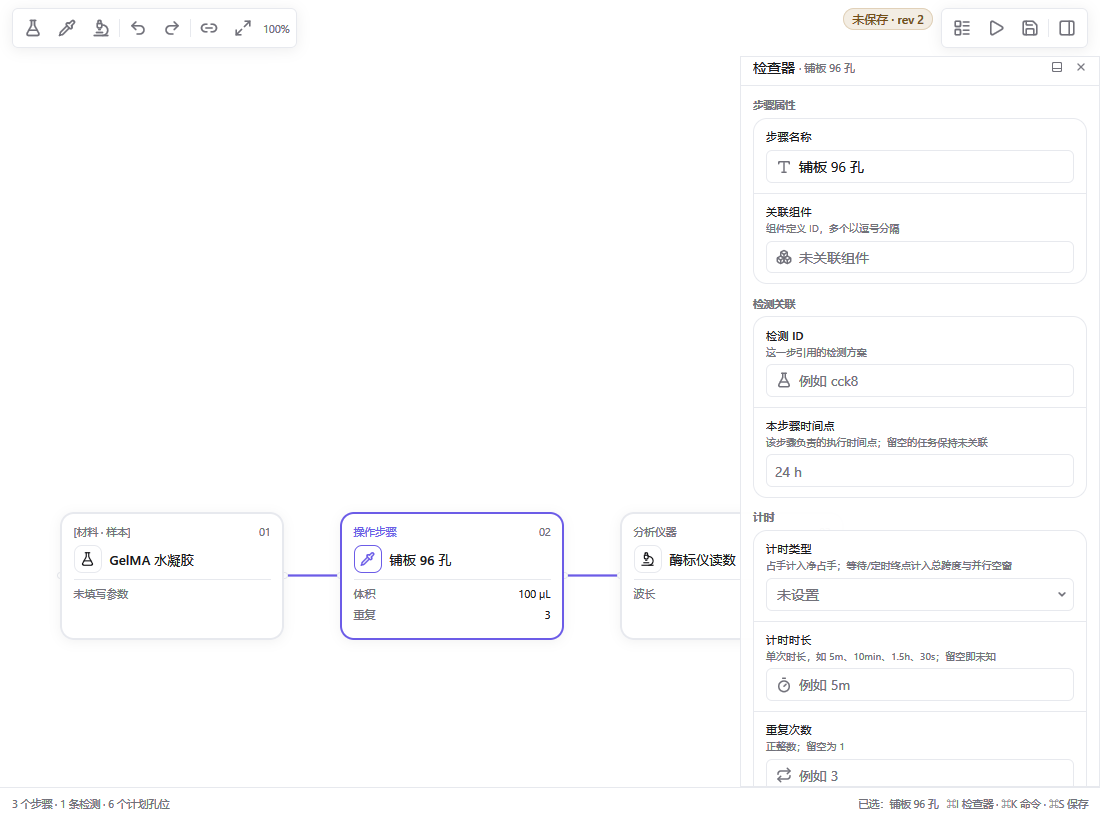 100%
未保存 · rev 2
检查器 · 铺板 96 孔
步骤属性
步骤名称
铺板 96 孔
关联组件
组件定义 ID，多个以逗号分隔
未关联组件
检测关联
检测 ID
这一步引用的检测方案
例如 cck8
本步骤时间点
该步骤负责的执行时间点；留空的任务保持未关联
24 h
计时
计时类型
占手计入净占手；等待/定时终点计入总跨度与并行空窗
未设置
计时时长
单次时长，如 5m、10min、1.5h、30s；留空即未知
例如 5m
重复次数
正整数；留空为 1
例如 3
[材料 · 样本] 01
GelMA 水凝胶
未填写参数
操作步骤 02
铺板 96 孔
体积 100 µL
重复 3
分析仪器
酶标仪读数
波长
3 个步骤 · 1 条检测 · 6 个计划孔位
已选：铺板 96 孔 ⌘I 检查器 · ⌘K 命令 · ⌘S 保存